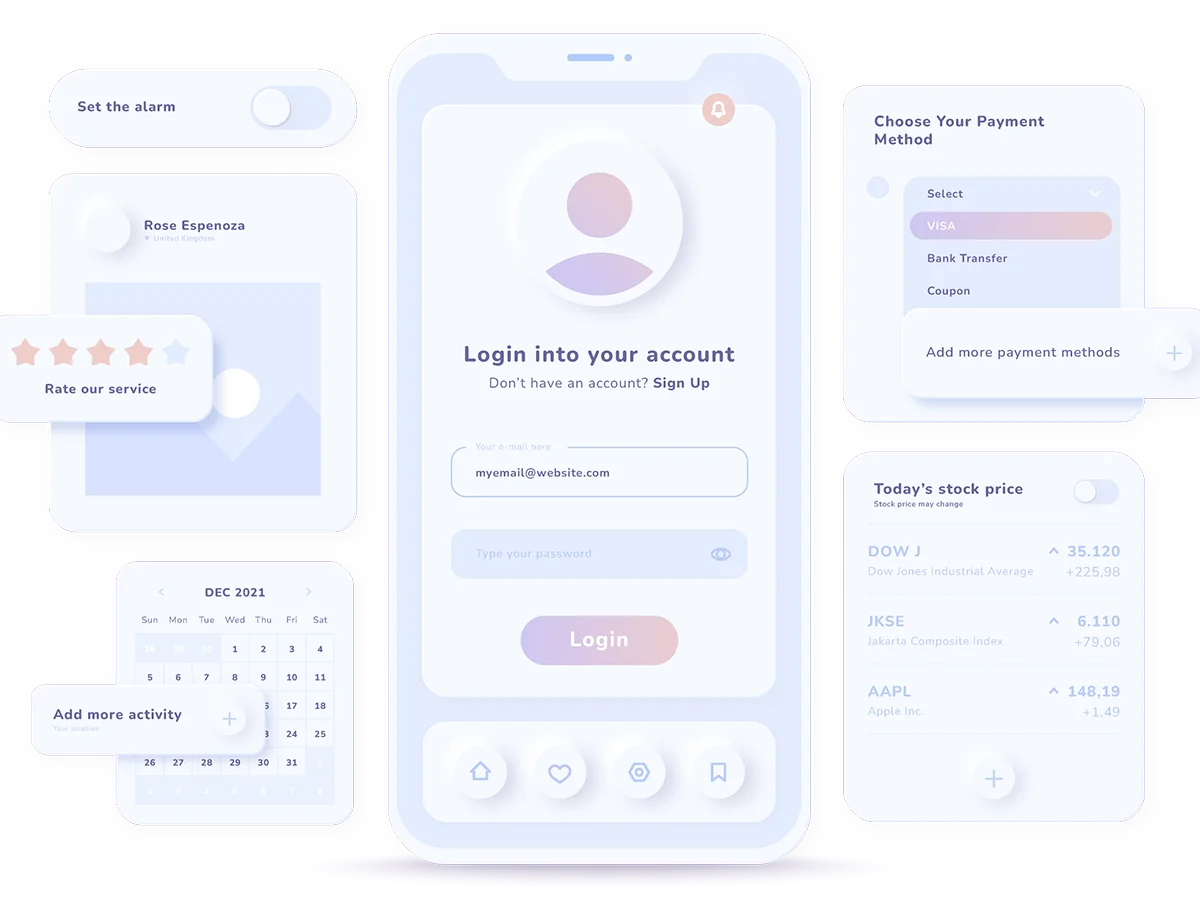 Set the alarm
Rose Espenoza
United Kingdom
Rate our service
DEC 2021
Sun Mon Tue Wed Thu Fri Sat
28 29 30 1 2 3 4
5 6 7 8 9 10 11
17 18
24 25
26 27 28 29 30 31 1
2 3 4 5 6 7 8
Add more activity
Your location
Login into your account
Don't have an account? Sign Up
Your e-mail here
myemail@website.com
Type your password
Login
Choose Your Payment
Method
Select
VISA
Bank Transfer
Coupon
Add more payment methods
Today's stock price
Stock price may change
DOW J 35.120
Dow Jones Industrial Average +225,98
JKSE 6.110
Jakarta Composite Index +79,06
AAPL 148,19
Apple Inc. +1,49